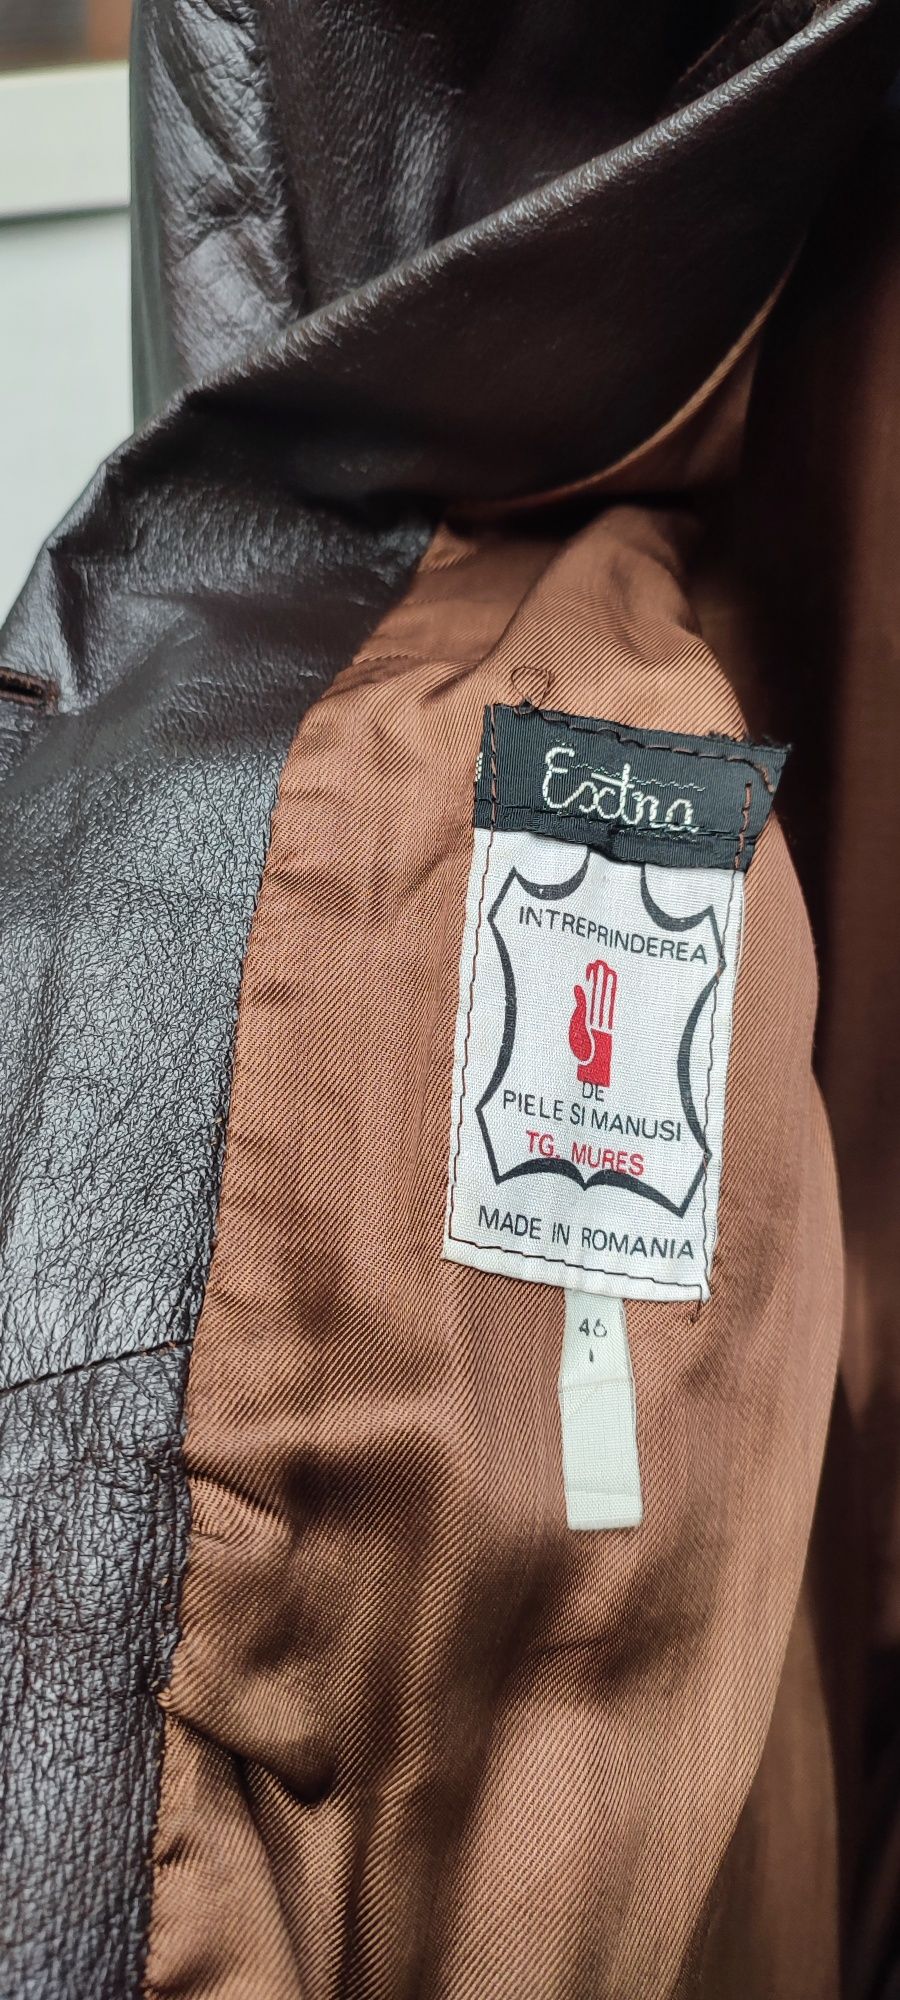 Extra
INTREPRINDEREA
DE
PIELE SI MANUSI
TG. MURES
MADE IN ROMANIA
46
I